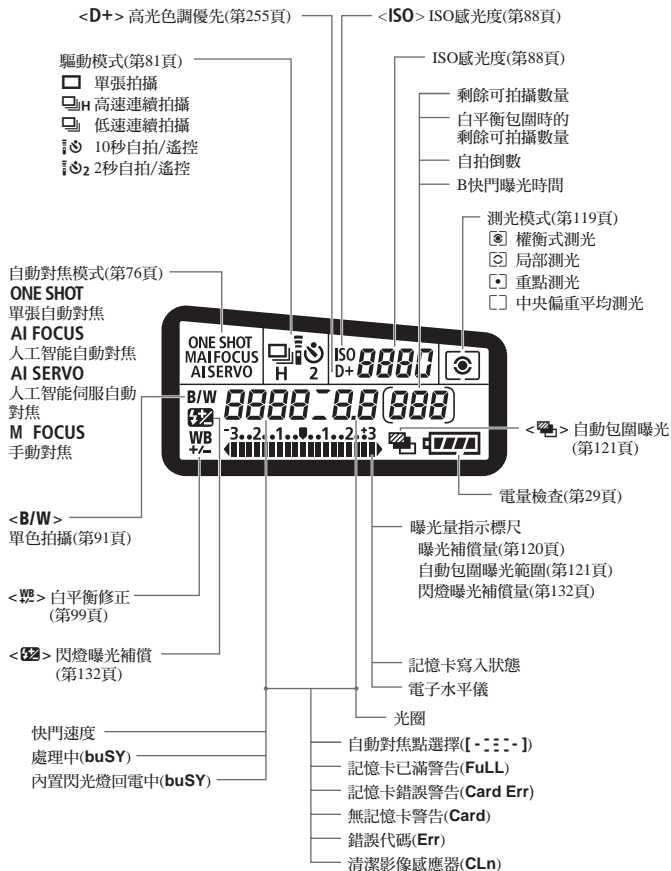 <D+> 高光色調優先(第255頁)
<ISO> ISO感光度(第88頁)
驅動模式(第81頁)
單張拍攝
H 高速連續拍攝
低速連續拍攝
10秒自拍/遙控
2 2秒自拍/遙控
ISO感光度(第88頁)
剩餘可拍攝數量
白平衡包圍時的
剩餘可拍攝數量
自拍倒數
B快門曝光時間
測光模式(第119頁)
權衡式測光
局部測光
重點測光
中央偏重平均測光
自動對焦模式(第76頁)
ONE SHOT
單張自動對焦
AI FOCUS
人工智能自動對焦
AI SERVO
人工智能伺服自動
對焦
M FOCUS
手動對焦
ONE SHOT
MAIFOCUS
AISERVO
H 2
ISO
D+ 8888
B/W 8888 8.8 (888)
WB
+/-
-3..2..1..0..1..2..+3
<B/W>
單色拍攝(第91頁)
<WB+/-> 白平衡修正
(第99頁)
< > 閃燈曝光補償
(第132頁)
< > 自動包圍曝光
(第121頁)
電量檢查(第29頁)
曝光量指示標尺
曝光補償量(第120頁)
自動包圍曝光範圍(第121頁)
閃燈曝光補償量(第132頁)
記憶卡寫入狀態
電子水平儀
光圈
快門速度
處理中(buSY)
內置閃光燈回電中(buSY)
自動對焦點選擇([ - - ])
記憶卡已滿警告(FuLL)
記憶卡錯誤警告(Card Err)
無記憶卡警告(Card)
錯誤代碼(Err)
清潔影像感應器(CLn)